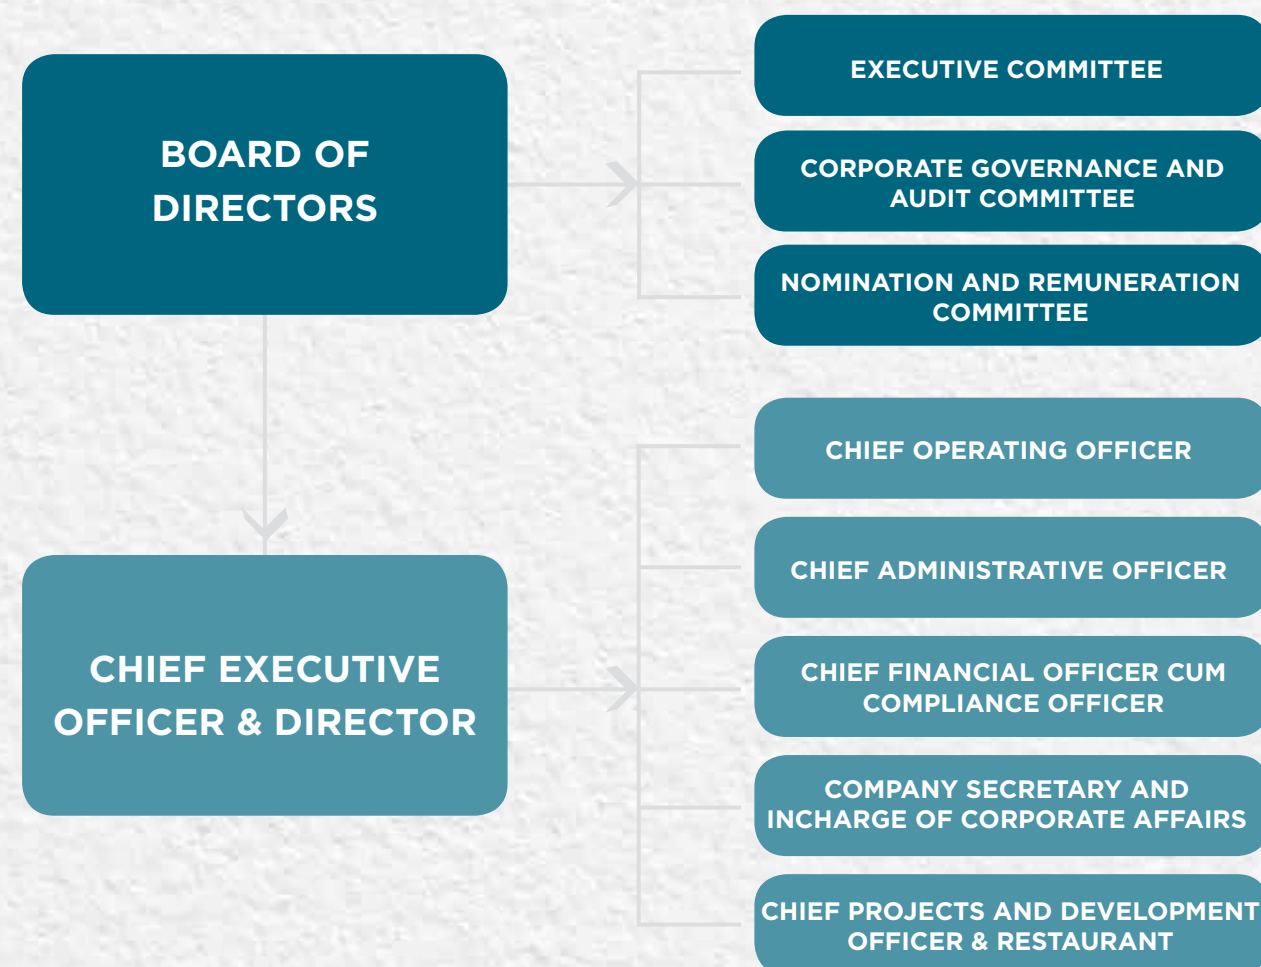 BOARD OF
DIRECTORS
EXECUTIVE COMMITTEE
CORPORATE GOVERNANCE AND
AUDIT COMMITTEE
NOMINATION AND REMUNERATION
COMMITTEE
CHIEF EXECUTIVE
OFFICER & DIRECTOR
CHIEF OPERATING OFFICER
CHIEF ADMINISTRATIVE OFFICER
CHIEF FINANCIAL OFFICER CUM
COMPLIANCE OFFICER
COMPANY SECRETARY AND
INCHARGE OF CORPORATE AFFAIRS
CHIEF PROJECTS AND DEVELOPMENT
OFFICER & RESTAURANT